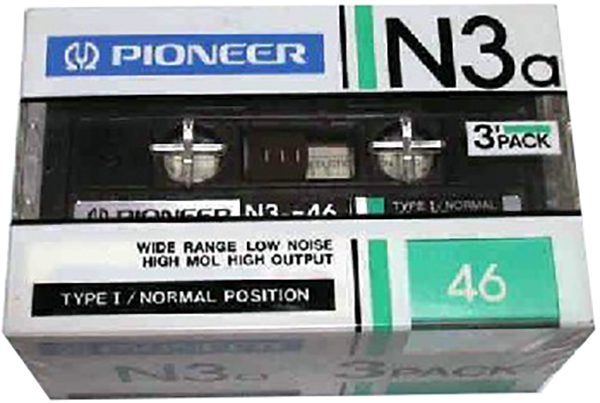 PIONEER
N3a
3'PACK
PIONEER N3 -46
TYPE I/NORMAL
WIDE RANGE LOW NOISE
HIGH MOL HIGH OUTPUT
TYPE I/NORMAL POSITION
46
N3a
3 PACK